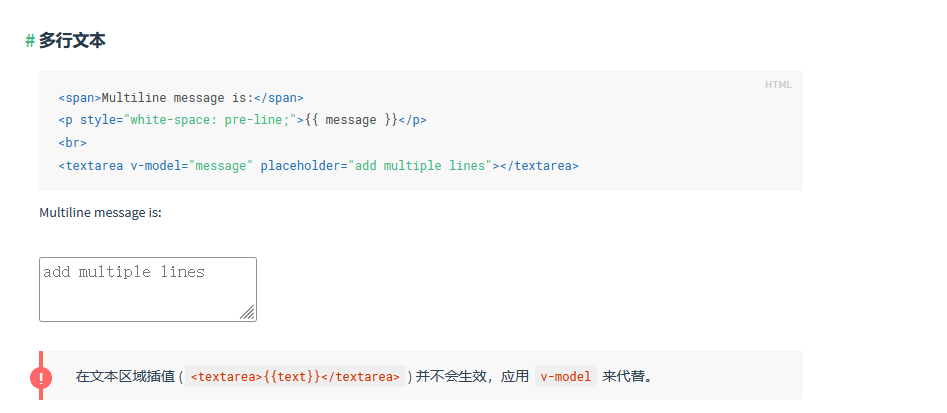 # 多行文本
HTML
<span>Multiline message is:</span>
<p style="white-space: pre-line;">{{ message }}</p>
<br>
<textarea v-model="message" placeholder="add multiple lines"></textarea>
Multiline message is:
add multiple lines
! 在文本区域插值 (<textarea>{{text}}</textarea>) 并不会生效，应用 v-model 来代替。